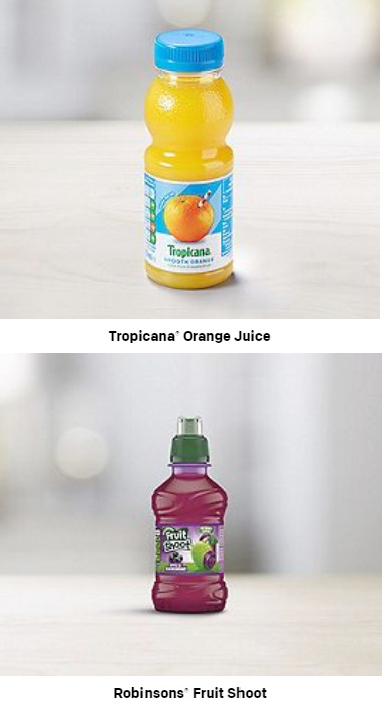 Tropicana
SMOOTH ORANGE
Tropicana® Orange Juice
Fruit
Shoot
Robinsons® Fruit Shoot